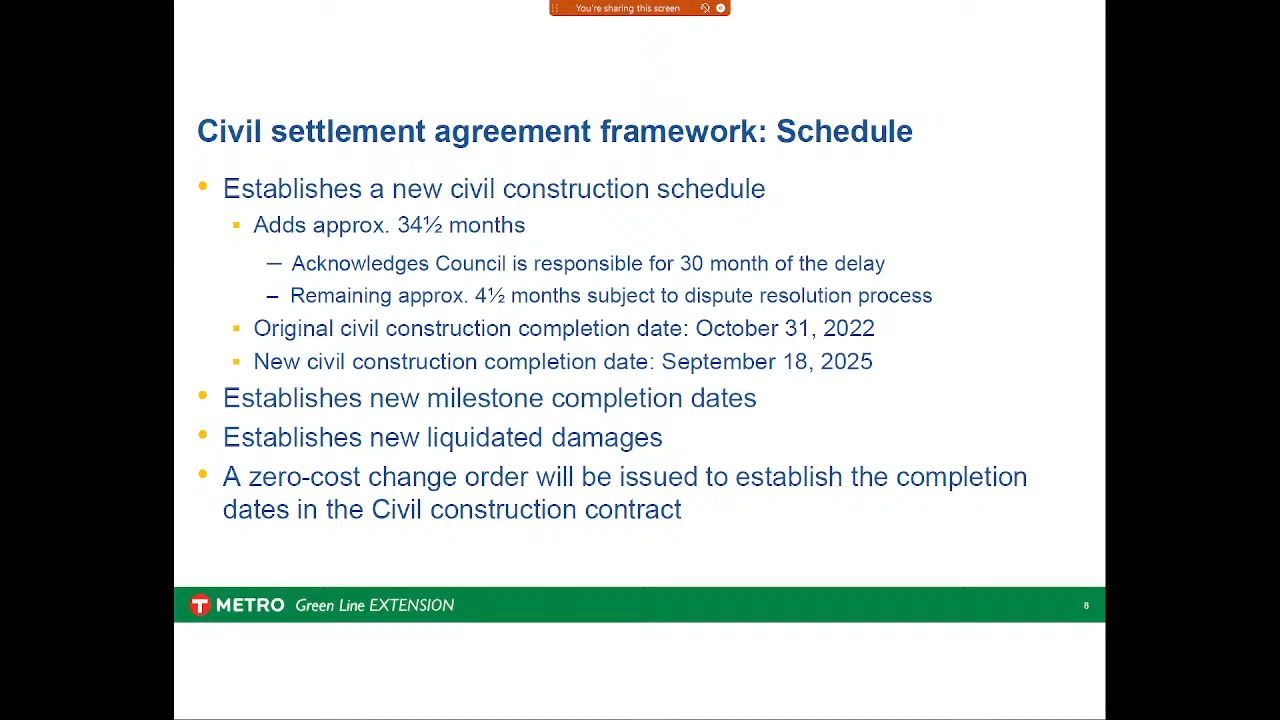 You're sharing this screen
Civil settlement agreement framework: Schedule
• Establishes a new civil construction schedule
▪ Adds approx. 34½ months
– Acknowledges Council is responsible for 30 month of the delay
– Remaining approx. 4½ months subject to dispute resolution process
▪ Original civil construction completion date: October 31, 2022
▪ New civil construction completion date: September 18, 2025
• Establishes new milestone completion dates
• Establishes new liquidated damages
• A zero-cost change order will be issued to establish the completion
dates in the Civil construction contract
T METRO Green Line EXTENSION
8